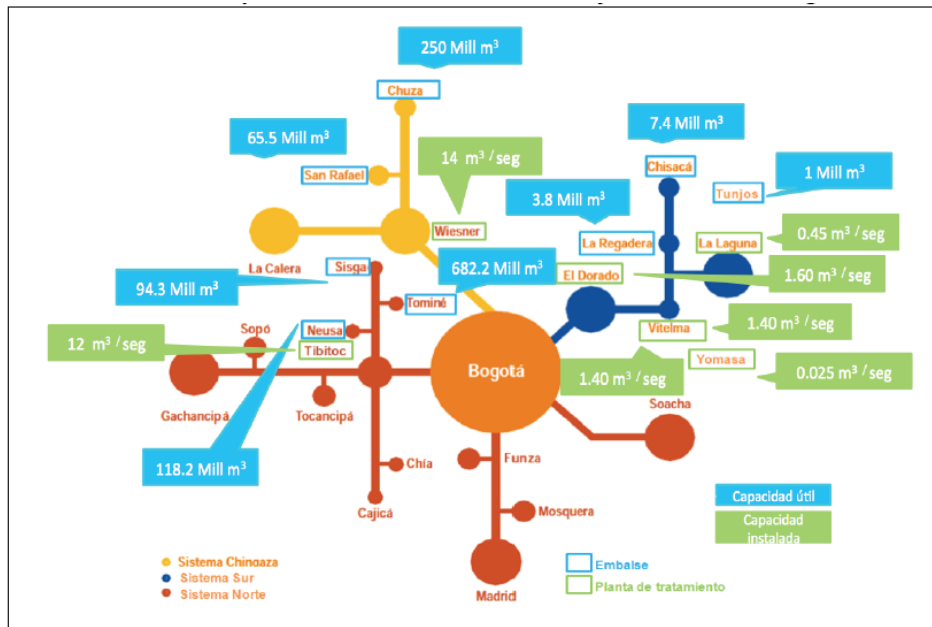 250 Mill m³
Chuza
65.5 Mill m³
7.4 Mill m³
14 m³/seg
San Rafael
Chisacá
1 Mill m³
Tunjos
3.8 Mill m³
Wiesner
La Regadera
La Laguna
0.45 m³/seg
La Calera
Sisga
682.2 Mill m³
El Dorado
1.60 m³/seg
94.3 Mill m³
Tominé
Sopó
Neusa
Vitelma
1.40 m³/seg
12 m³/seg
Tibitoc
Bogotá
1.40 m³/seg
Yomasa
0.025 m³/seg
Gachancipá
Tocancipá
Soacha
118.2 Mill m³
Chía
Funza
Cajicá
Mosquera
Capacidad útil
Capacidad
instalada
Sistema Chingaza
Sistema Sur
Sistema Norte
Madrid
Embalse
Planta de tratamiento